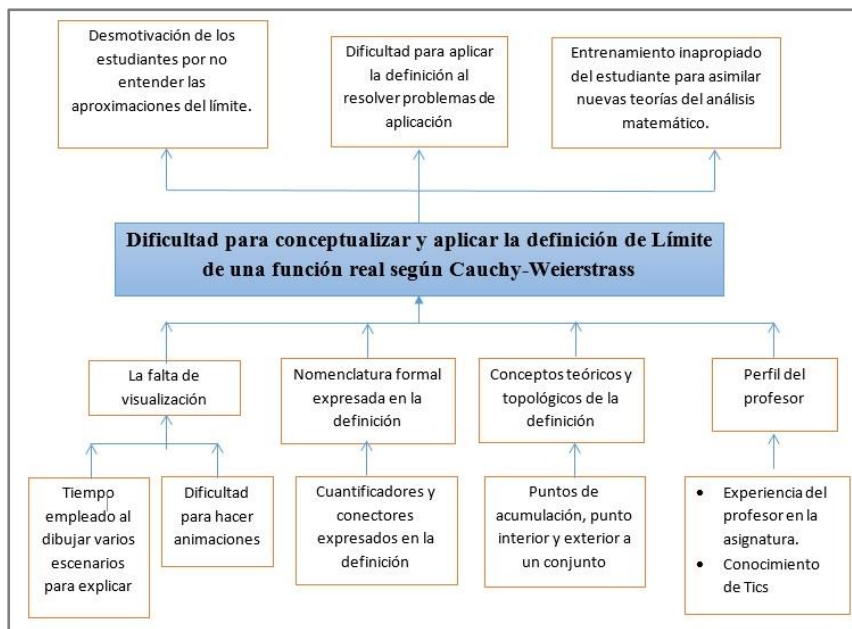 Desmotivación de los
estudiantes por no
entender las
aproximaciones del límite.
Dificultad para aplicar
la definición al
resolver problemas de
aplicación
Entrenamiento inapropiado
del estudiante para asimilar
nuevas teorías del análisis
matemático.
Dificultad para conceptualizar y aplicar la definición de Límite
de una función real según Cauchy-Weierstrass
La falta de
visualización
Nomenclatura formal
expresada en la
definición
Conceptos teóricos y
topológicos de la
definición
Perfil del
profesor
Tiempo
empleado al
dibujar varios
escenarios
para explicar
Dificultad
para hacer
animaciones
Cuantificadores y
conectores
expresados en la
definición
Puntos de
acumulación, punto
interior y exterior a
un conjunto
• Experiencia del
profesor en la
asignatura.
• Conocimiento
de Tics